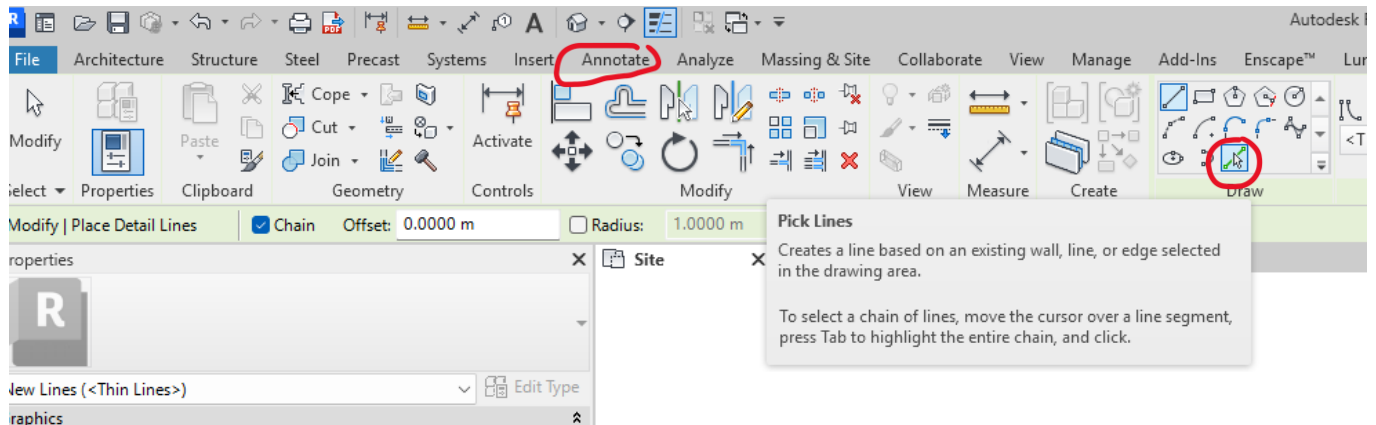 Autodesk
File Architecture Structure Steel Precast Systems Insert Annotate Analyze Massing & Site Collaborate View Manage Add-Ins Enscape™ Lu
Cope
Modify Paste Cut Activate
Join
Select Properties Clipboard Geometry Controls Modify View Measure Create Draw
Modify | Place Detail Lines Chain Offset: 0.0000 m Radius: 1.0000 m
roperties Site
Pick Lines
Creates a line based on an existing wall, line, or edge selected
in the drawing area.
To select a chain of lines, move the cursor over a line segment,
press Tab to highlight the entire chain, and click.
R
New Lines (<Thin Lines>) Edit Type
raphics